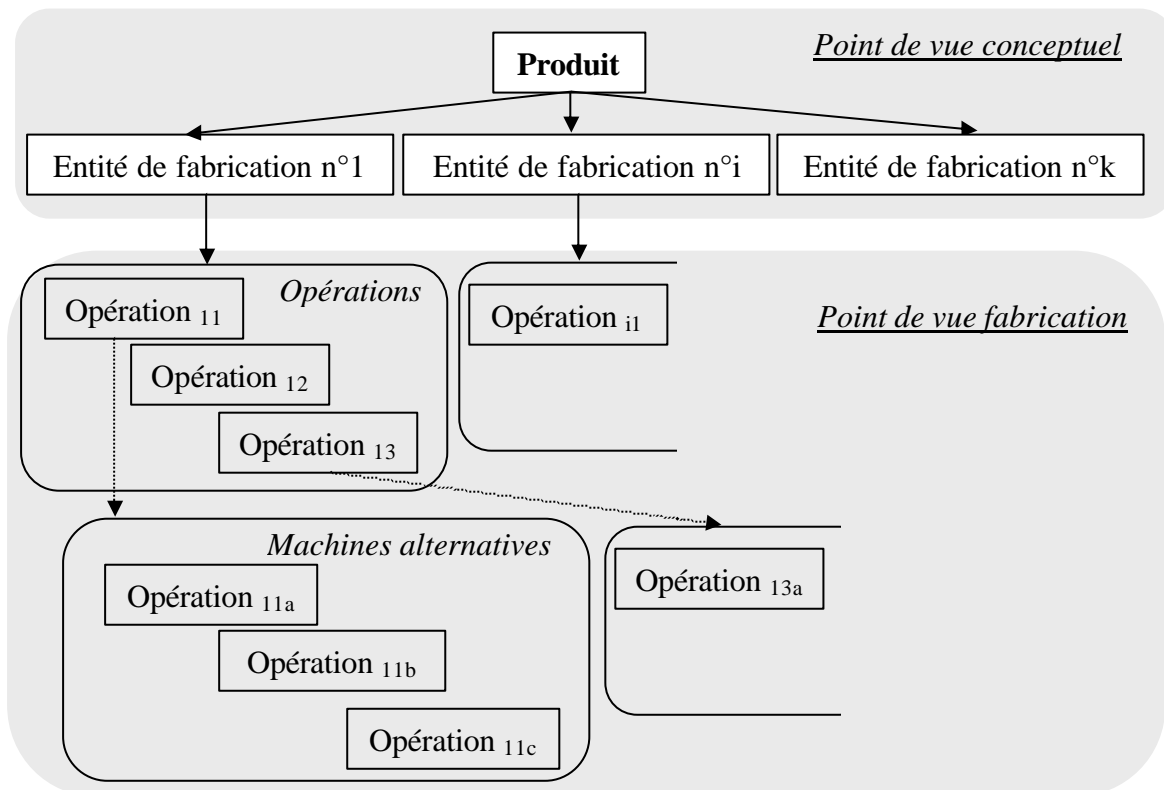 Point de vue conceptuel
Produit
Entité de fabrication n°1
Entité de fabrication n°i
Entité de fabrication n°k
Opérations
Opération 11
Opération i1
Point de vue fabrication
Opération 12
Opération 13
Machines alternatives
Opération 11a
Opération 13a
Opération 11b
Opération 11c